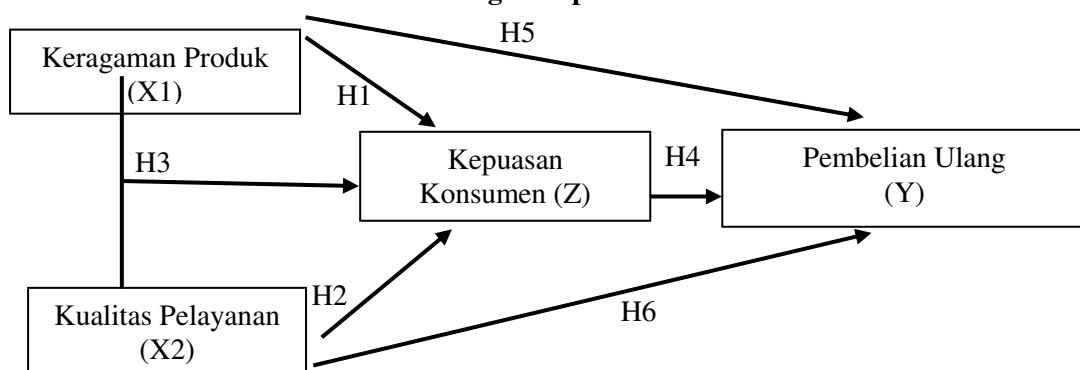 H5
Keragaman Produk
(X1)
H1
H3
Kepuasan
Konsumen (Z)
H4
Pembelian Ulang
(Y)
H2
Kualitas Pelayanan
(X2)
H6